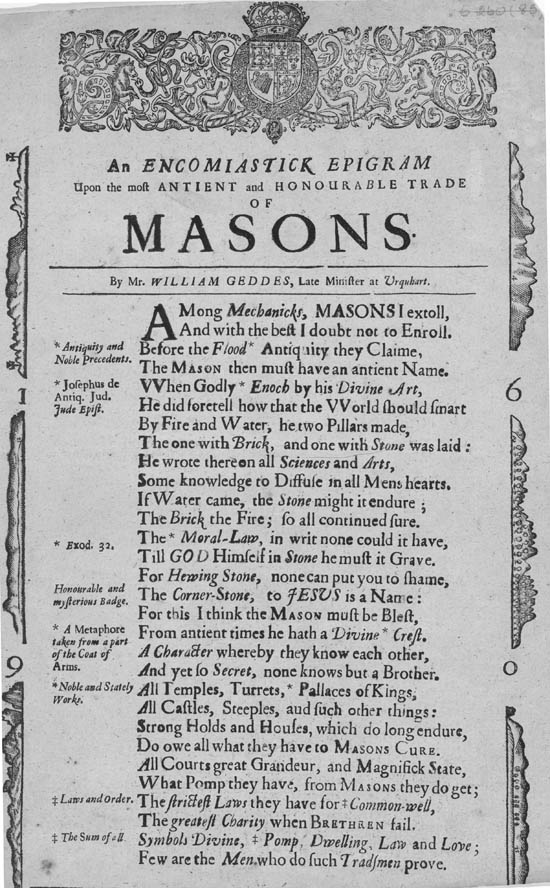 An ENCOMIASTICK EPIGRAM
Upon the moſt ANTIENT and HONOURABLE TRADE
OF
MASONS.
By Mr. WILLIAM GEDDES, Late Miniſter at Urquhart.
AMong Mechanicks, MASONS I extoll,
And with the beſt I doubt not to Enroll.
* Antiquity and Noble Precedents.
Before the Flood* Antiquity they Claime,
The MASON then muſt have an antient Name.
* Joſephus de Antiq. Jud. Jude Epiſt.
VVhen Godly * Enoch by his Divine Art,
He did foretell how that the VVorld ſhould ſmart
By Fire and VVater, he two Pillars made,
The one with Brick, and one with Stone was laid :
He wrote thereon all Sciences and Arts,
Some knowledge to Diffuſe in all Mens hearts.
If VVater came, the Stone might it endure ;
The Brick the Fire; ſo all continued ſure.
* Exod. 32.
The* Moral-Law, in writ none could it have,
Till GOD Himſelf in Stone he muſt it Grave.
For Hewing Stone, none can put you to ſhame,
Honourable and myſterious Badge.
The Corner-Stone, to JESUS is a Name:
For this I think the MASON muſt be Bleſt,
* A Metaphore taken from a part of the Coat of Arms.
From antient times he hath a Divine* Creſt.
A Character whereby they know each other,
And yet ſo Secret, none knows but a Brother.
*Noble and Stately Works.
All Temples, Turrets,* Pallaces of Kings,
All Caſtles, Steeples, aud ſuch other things:
Strong Holds and Houſes, which do long endure,
Do owe all what they have to MASONS CURE.
All Courts great Grandeur, and Magnifick State,
What Pomp they have, from MASONS they do get;
‡ Laws and Order.
The ſtricteſt Laws they have for ‡ Common-well,
The greateſt Charity when BRETHREN fail.
‡ The Sum of all.
Symbols Divine, ‡ Pomp, Dwelling, Law and Love;
Few are the Men who do ſuch Tradſmen prove.
1 6
9 0